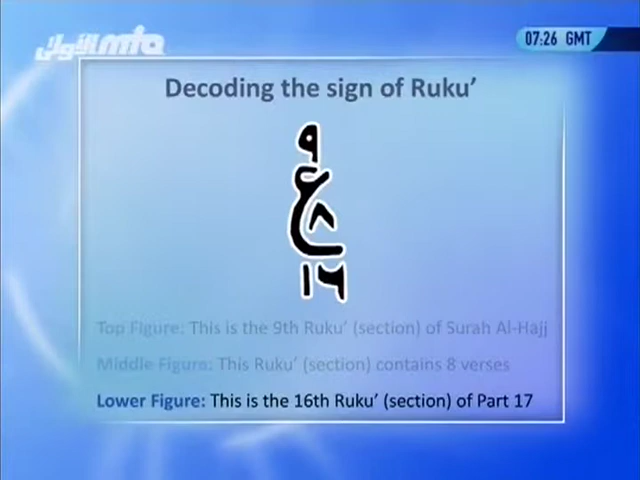 mta الأولى
07:26 GMT
Decoding the sign of Ruku’
٩
ع ٨
١٦
Top Figure: This is the 9th Ruku’ (section) of Surah Al-Hajj
Middle Figure: This Ruku’ (section) contains 8 verses
Lower Figure: This is the 16th Ruku’ (section) of Part 17